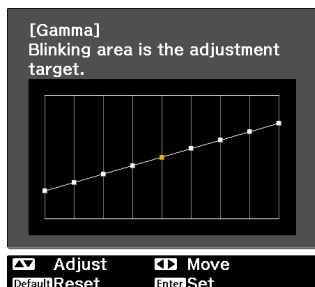 [Gamma]
Blinking area is the adjustment
target.
Adjust Move
Default Reset Enter Set